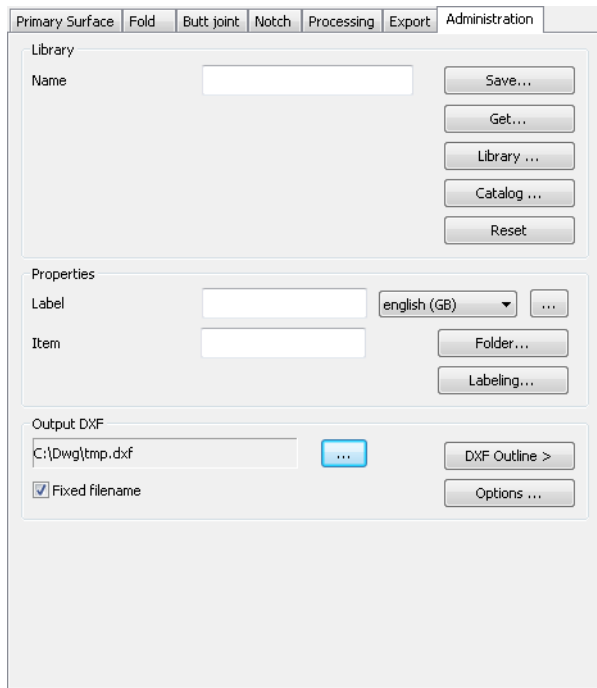 Primary Surface Fold Butt joint Notch Processing Export Administration
Library
Name Save...
Get...
Library ...
Catalog ...
Reset
Properties
Label english (GB) ...
Item Folder...
Labeling...
Output DXF
C:\Dwg\tmp.dxf ... DXF Outline >
Fixed filename Options ...